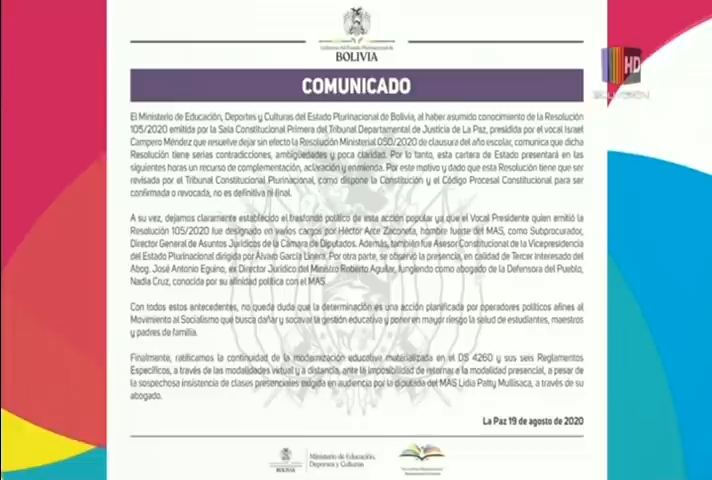 Gobierno del Estado Plurinacional de
BOLIVIA
COMUNICADO
HD
El Ministerio de Educación, Deportes y Culturas del Estado Plurinacional de Bolivia, al haber asumido conocimiento de la Resolución
105/2020 emitida por la Sala Constitucional Primera del Tribunal Departamental de Justicia de La Paz, presidida por el vocal Israel
Campero Méndez que resuelve dejar sin efecto la Resolución Ministerial 050/2020 de clausura del año escolar, comunica que dicha
Resolución tiene serias contradicciones, ambigüedades y poca claridad. Por lo tanto, esta cartera de Estado presentará en las
siguientes horas un recurso de complementación, aclaración y enmienda. Por este motivo y dado que esta Resolución tiene que ser
revisada por el Tribunal Constitucional Plurinacional, como dispone la Constitución y el Código Procesal Constitucional para ser
confirmada o revocada, no es definitiva ni final.
A su vez, dejamos claramente establecido el trasfondo político de esta acción popular ya que el Vocal Presidente quien emitió la
Resolución 105/2020 fue designado en varios cargos por Héctor Arce Zaconeta, hombre fuerte del MAS, como Subprocurador,
Director General de Asuntos Jurídicos de la Cámara de Diputados. Además, también fue Asesor Constitucional de la Vicepresidencia
del Estado Plurinacional dirigida por Álvaro García Linera. Por otra parte, se observó la presencia, en calidad de Tercer Interesado del
Abog. José Antonio Eguino, ex Director Jurídico del Ministro Roberto Aguilar, fungiendo como abogado de la Defensora del Pueblo,
Nadia Cruz, conocida por su afinidad política con el MAS.
Con todos estos antecedentes, no queda duda que la determinación es una acción planificada por operadores políticos afines al
Movimiento al Socialismo que busca dañar y socavar la gestión educativa y poner en mayor riesgo la salud de estudiantes, maestros
y padres de familia.
Finalmente, ratificamos la continuidad de la modernización educativa materializada en el DS 4260 y sus seis Reglamentos
Específicos, a través de las modalidades virtual y a distancia, ante la imposibilidad de retornar a la modalidad presencial, a pesar de
la sospechosa insistencia de clases presenciales exigida en audiencia por la diputada del MAS Lidia Patty Mullisaca, a través de su
abogado.
La Paz 19 de agosto de 2020
BOLIVIA
Ministerio de Educación,
Deportes y Culturas